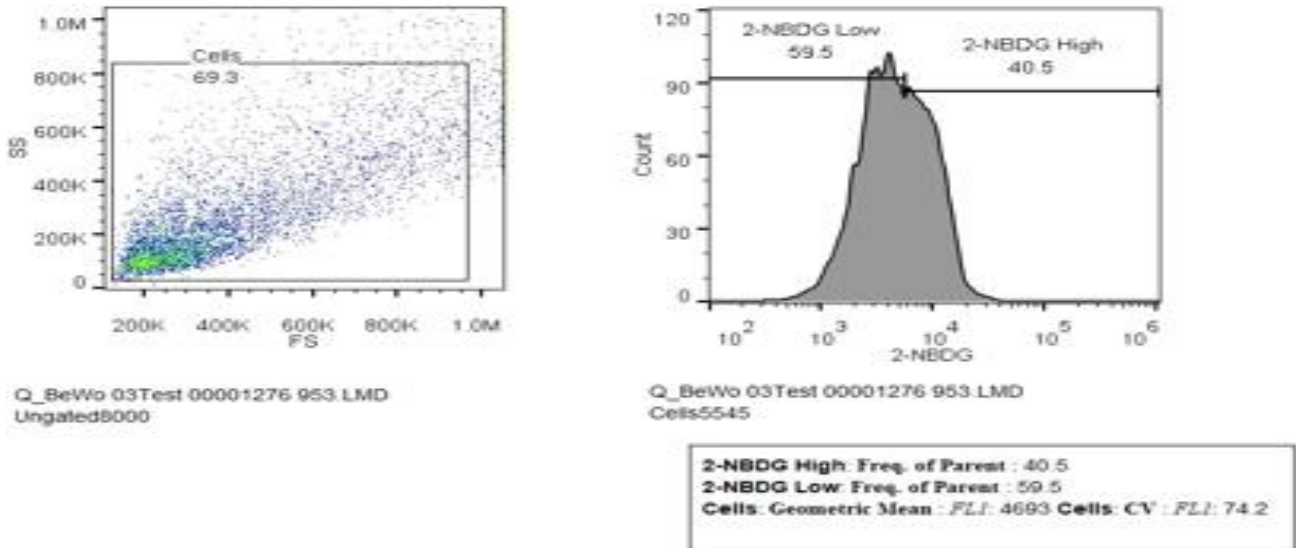 1.0M
800K
600K
400K
200K
0
SS
Cells
69.3
200K 400K 600K 800K 1.0M
FS
Q_BeWo 03Test 00001276 953.LMD
Ungated8000
120
90
60
30
0
Count
2-NBDG Low
59.5
2-NBDG High
40.5
10^2 10^3 10^4 10^5 10^6
2-NBDG
Q_BeWo 03Test 00001276 953.LMD
Cells5545
2-NBDG High: Freq. of Parent : 40.5
2-NBDG Low: Freq. of Parent : 59.5
Cells: Geometric Mean : FL1: 4693 Cells: CV : FL1: 74.2